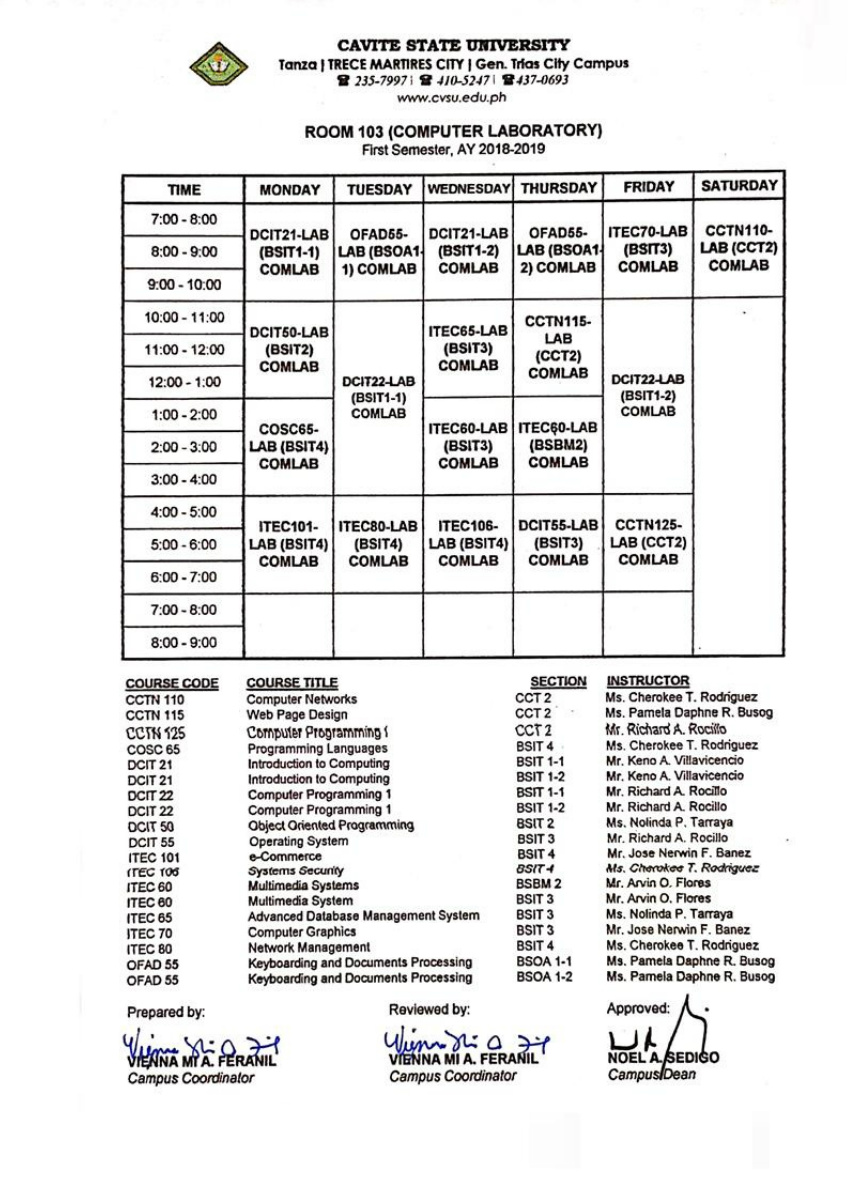 CAVITE STATE UNIVERSITY
Tanza | TRECE MARTIRES CITY | Gen. Trias City Campus
☎ 235-7997 | ☎ 410-5247 | ☎ 437-0693
www.cvsu.edu.ph
ROOM 103 (COMPUTER LABORATORY)
First Semester, AY 2018-2019
TIME MONDAY TUESDAY WEDNESDAY THURSDAY FRIDAY SATURDAY
7:00 - 8:00
8:00 - 9:00
9:00 - 10:00
DCIT21-LAB
(BSIT1-1)
COMLAB
OFAD55-
LAB (BSOA1-
1) COMLAB
DCIT21-LAB
(BSIT1-2)
COMLAB
OFAD55-
LAB (BSOA1-
2) COMLAB
ITEC70-LAB
(BSIT3)
COMLAB
CCTN110-
LAB (CCT2)
COMLAB
10:00 - 11:00
11:00 - 12:00
12:00 - 1:00
DCIT50-LAB
(BSIT2)
COMLAB
DCIT22-LAB
(BSIT1-1)
COMLAB
ITEC65-LAB
(BSIT3)
COMLAB
CCTN115-
LAB
(CCT2)
COMLAB
DCIT22-LAB
(BSIT1-2)
COMLAB
1:00 - 2:00
2:00 - 3:00
3:00 - 4:00
COSC65-
LAB (BSIT4)
COMLAB
ITEC60-LAB
(BSIT3)
COMLAB
ITEC60-LAB
(BSBM2)
COMLAB
4:00 - 5:00
5:00 - 6:00
6:00 - 7:00
ITEC101-
LAB (BSIT4)
COMLAB
ITEC80-LAB
(BSIT4)
COMLAB
ITEC106-
LAB (BSIT4)
COMLAB
DCIT55-LAB
(BSIT3)
COMLAB
CCTN125-
LAB (CCT2)
COMLAB
7:00 - 8:00
8:00 - 9:00
COURSE CODE COURSE TITLE SECTION INSTRUCTOR
CCTN 110 Computer Networks CCT 2 Ms. Cherokee T. Rodriguez
CCTN 115 Web Page Design CCT 2 Ms. Pamela Daphne R. Busog
CCTN 125 Computer Programming 1 CCT 2 Mr. Richard A. Rocillo
COSC 65 Programming Languages BSIT 4 Ms. Cherokee T. Rodriguez
DCIT 21 Introduction to Computing BSIT 1-1 Mr. Keno A. Villavicencio
DCIT 21 Introduction to Computing BSIT 1-2 Mr. Keno A. Villavicencio
DCIT 22 Computer Programming 1 BSIT 1-1 Mr. Richard A. Rocillo
DCIT 22 Computer Programming 1 BSIT 1-2 Mr. Richard A. Rocillo
DCIT 50 Object Oriented Programming BSIT 2 Ms. Nolinda P. Tarraya
DCIT 55 Operating System BSIT 3 Mr. Richard A. Rocillo
ITEC 101 e-Commerce BSIT 4 Mr. Jose Nerwin F. Banez
ITEC 106 Systems Security BSIT 4 Ms. Cherokee T. Rodriguez
ITEC 60 Multimedia Systems BSBM 2 Mr. Arvin O. Flores
ITEC 60 Multimedia System BSIT 3 Mr. Arvin O. Flores
ITEC 65 Advanced Database Management System BSIT 3 Ms. Nolinda P. Tarraya
ITEC 70 Computer Graphics BSIT 3 Mr. Jose Nerwin F. Banez
ITEC 80 Network Management BSIT 4 Ms. Cherokee T. Rodriguez
OFAD 55 Keyboarding and Documents Processing BSOA 1-1 Ms. Pamela Daphne R. Busog
OFAD 55 Keyboarding and Documents Processing BSOA 1-2 Ms. Pamela Daphne R. Busog
Prepared by: Reviewed by: Approved:
VIENNA MI A. FERANIL VIENNA MI A. FERANIL NOEL A. SEDIGO
Campus Coordinator Campus Coordinator Campus Dean